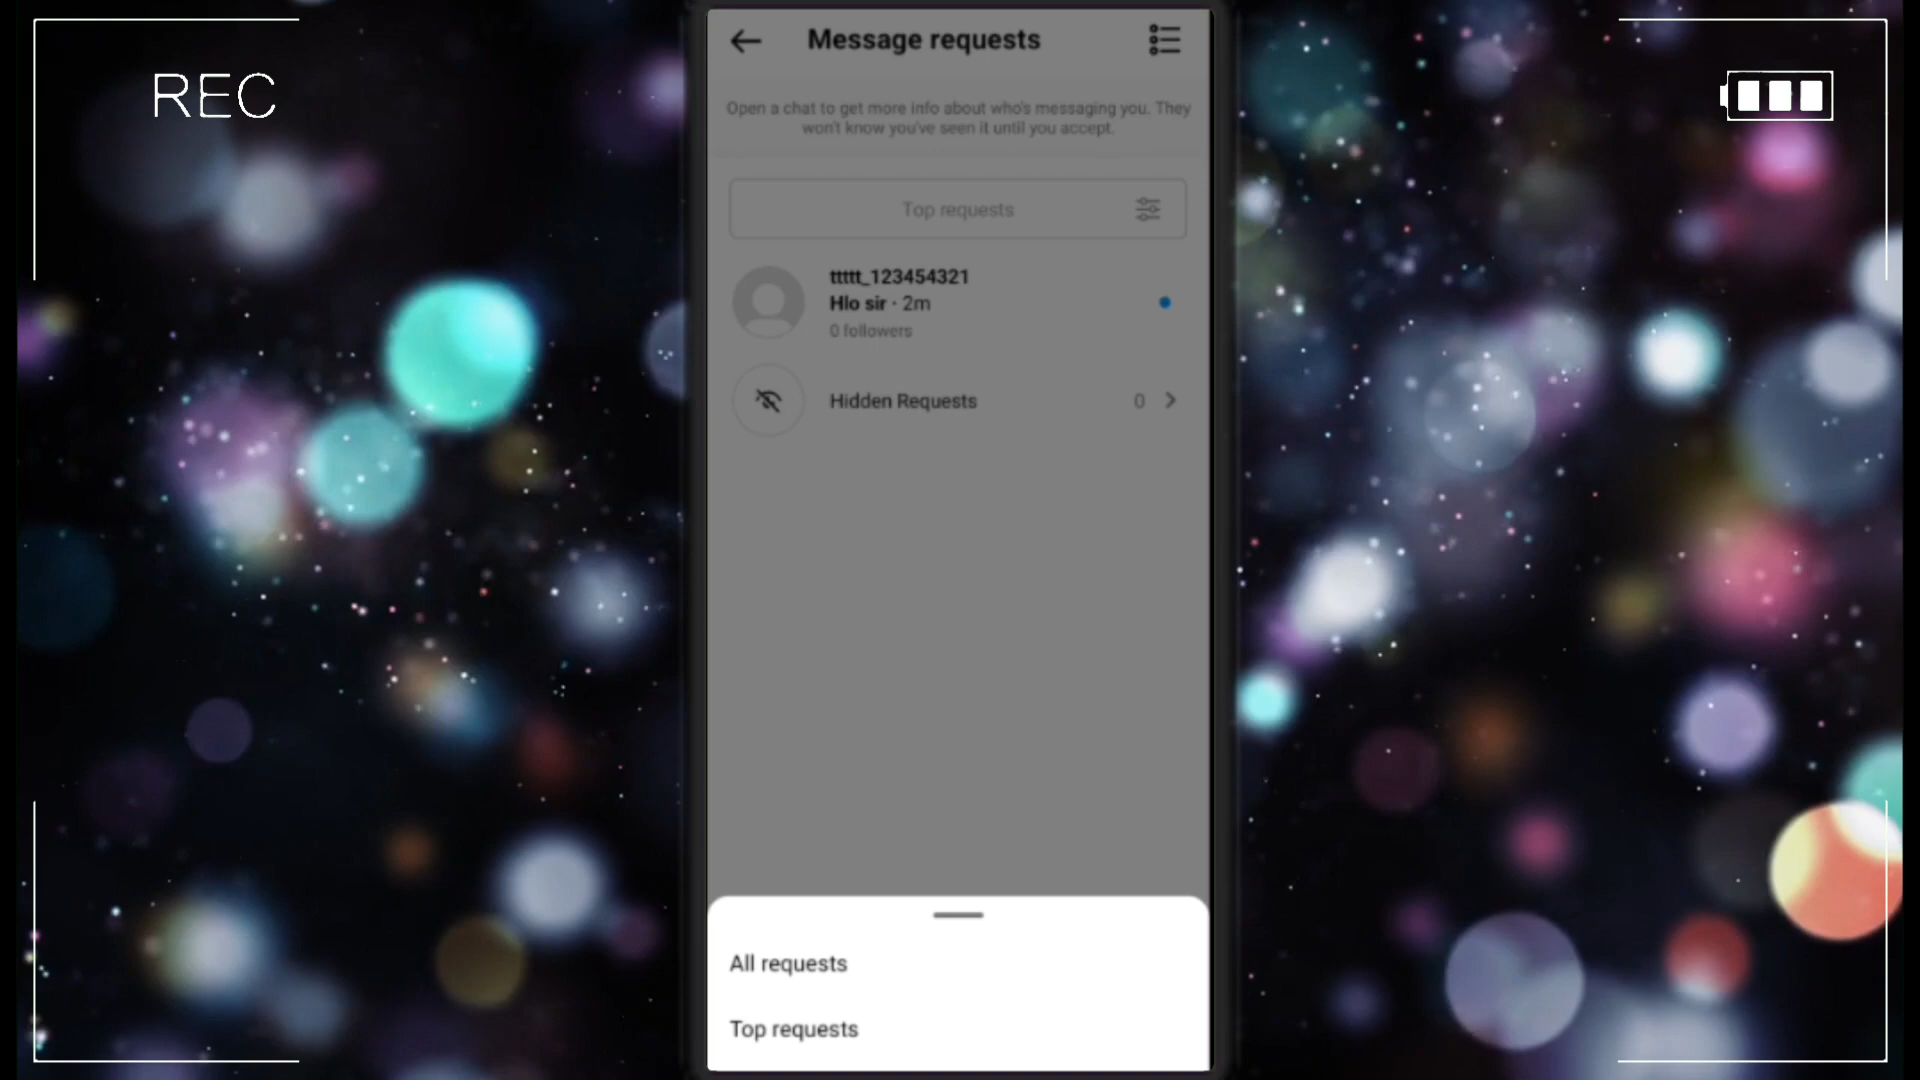 REC
Message requests
Open a chat to get more info about who's messaging you. They
won't know you've seen it until you accept.
Top requests
ttttt_123454321
Hlo sir · 2m
0 followers
Hidden Requests 0
All requests
Top requests